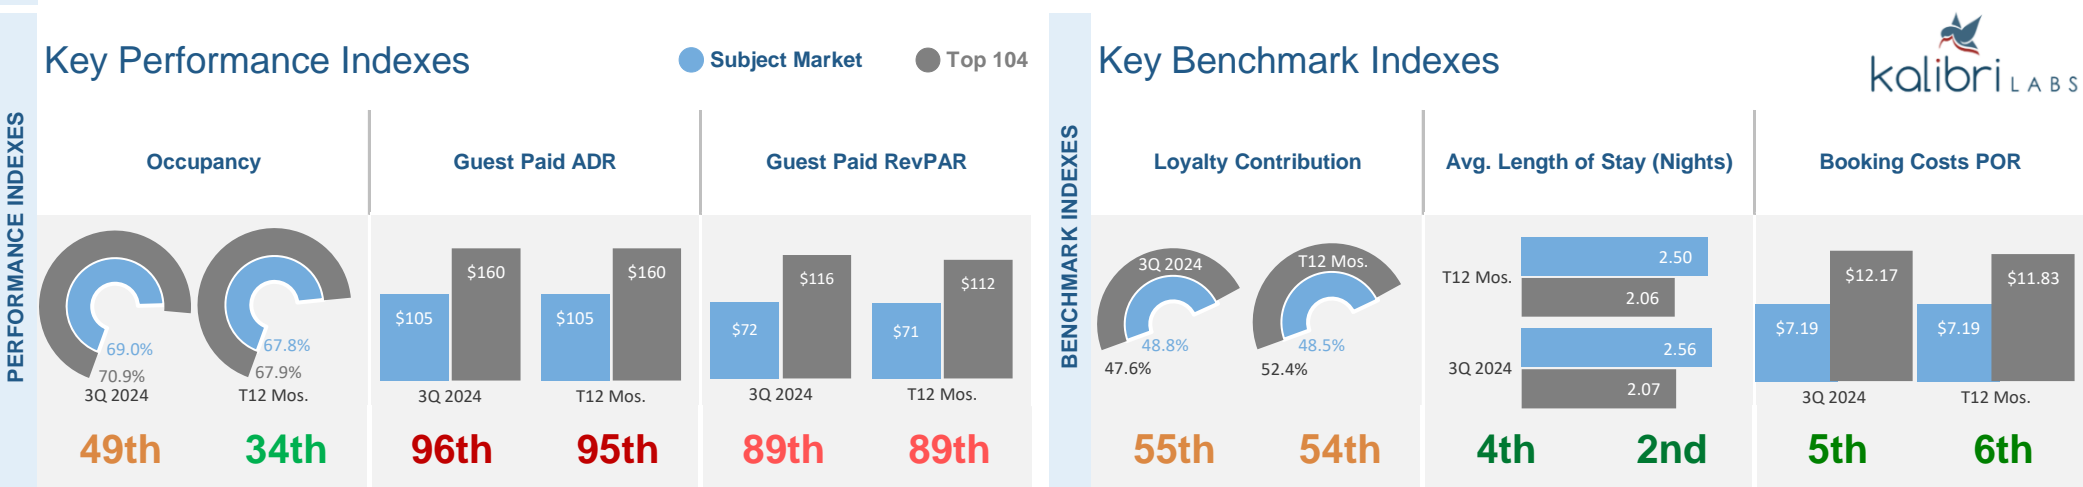 PERFORMANCE INDEXES
Key Performance Indexes
Subject Market
Top 104
Occupancy
Guest Paid ADR
Guest Paid RevPAR
69.0%
70.9%
3Q 2024
67.8%
67.9%
T12 Mos.
$105
$160
3Q 2024
$105
$160
T12 Mos.
$72
$116
3Q 2024
$71
$112
T12 Mos.
49th
34th
96th
95th
89th
89th
BENCHMARK INDEXES
Key Benchmark Indexes
kalibri LABS
Loyalty Contribution
Avg. Length of Stay (Nights)
Booking Costs POR
3Q 2024
48.8%
47.6%
T12 Mos.
48.5%
52.4%
T12 Mos.
2.50
2.06
3Q 2024
2.56
2.07
$7.19
$12.17
3Q 2024
$7.19
$11.83
T12 Mos.
55th
54th
4th
2nd
5th
6th